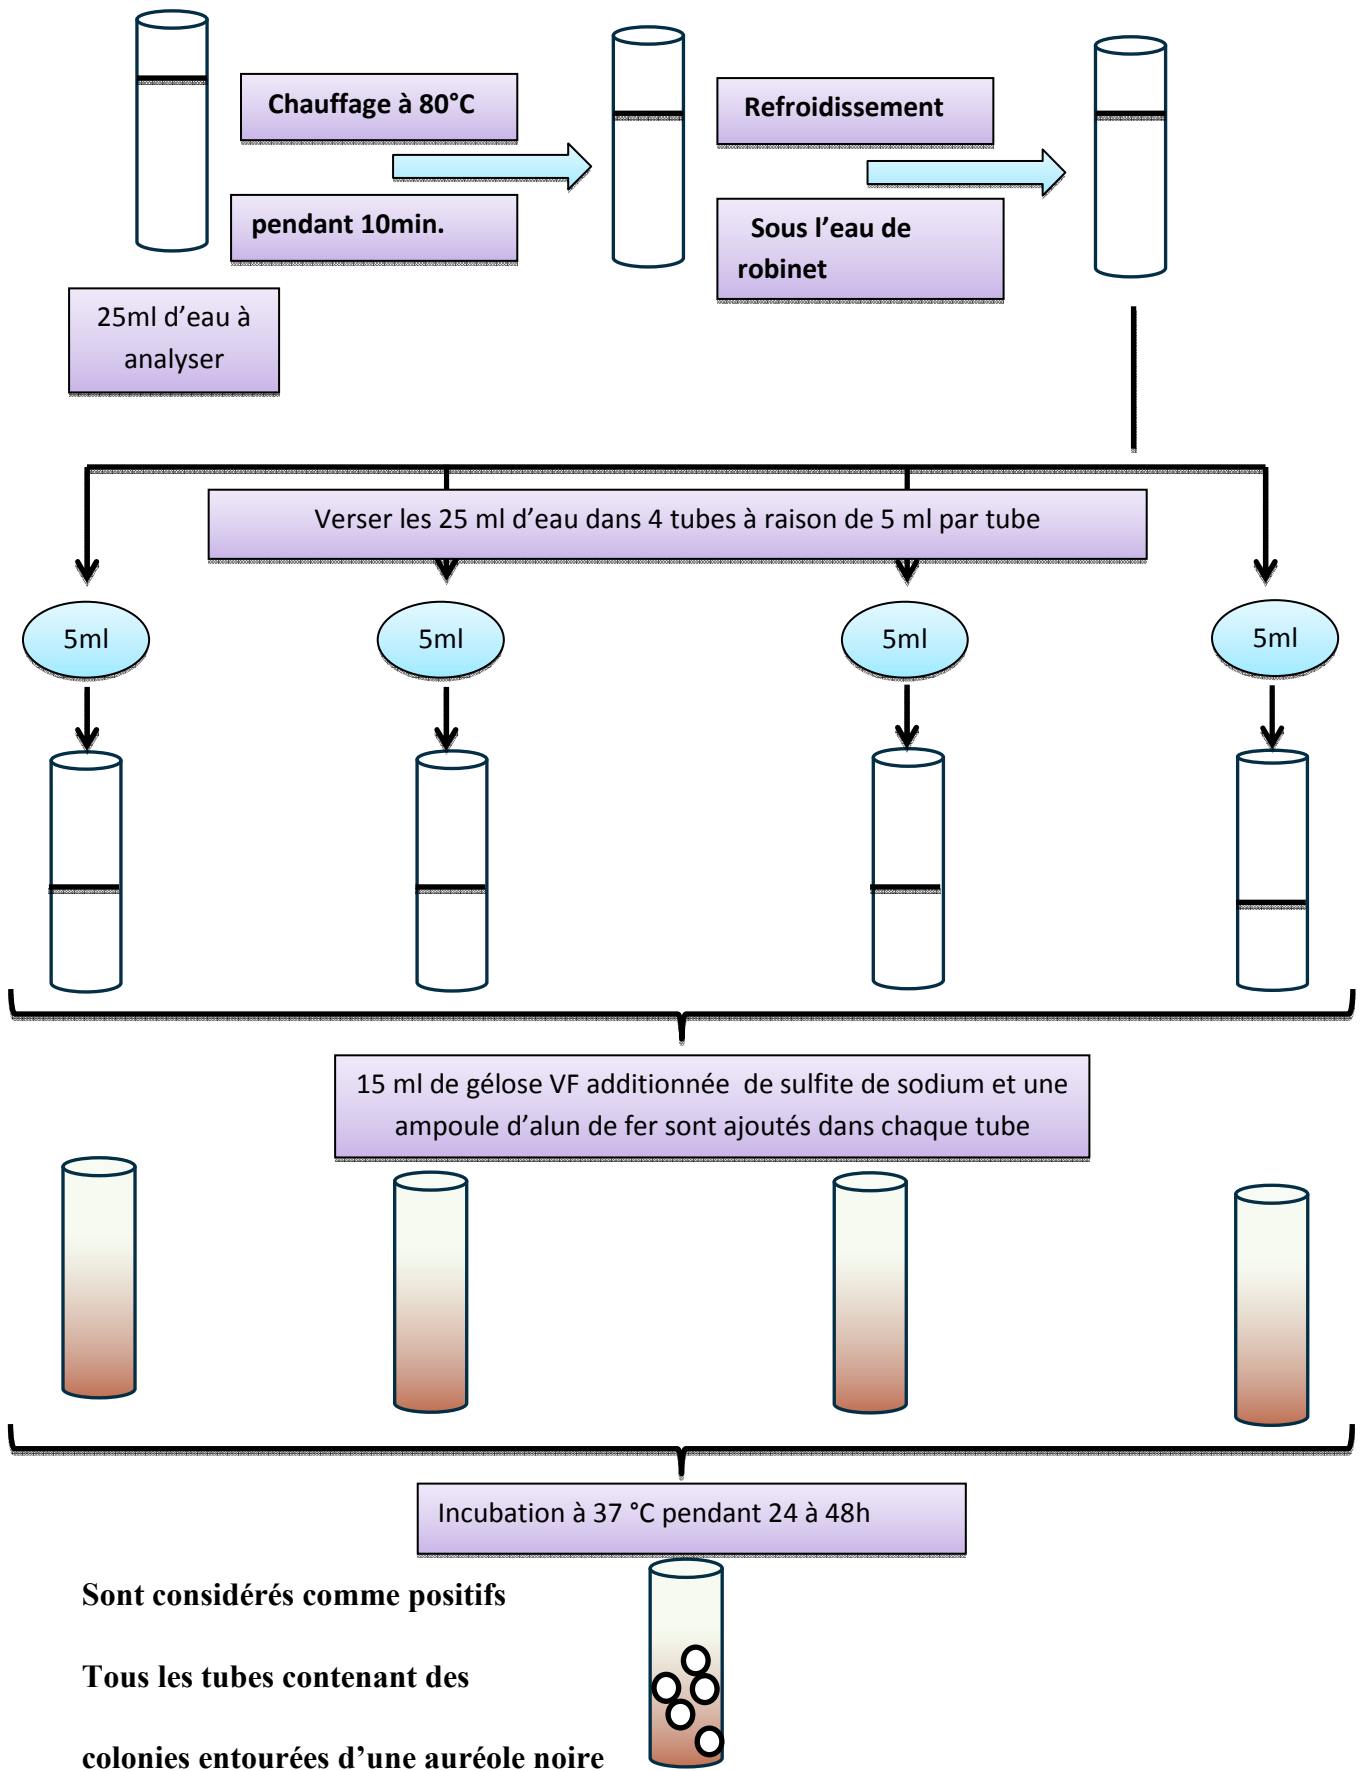 Chauffage à 80°C
pendant 10min.
Refroidissement
Sous l’eau de
robinet
25ml d’eau à
analyser
Verser les 25 ml d’eau dans 4 tubes à raison de 5 ml par tube
5ml
5ml
5ml
5ml
15 ml de gélose VF additionnée de sulfite de sodium et une
ampoule d’alun de fer sont ajoutés dans chaque tube
Incubation à 37 °C pendant 24 à 48h
Sont considérés comme positifs
Tous les tubes contenant des
colonies entourées d’une auréole noire